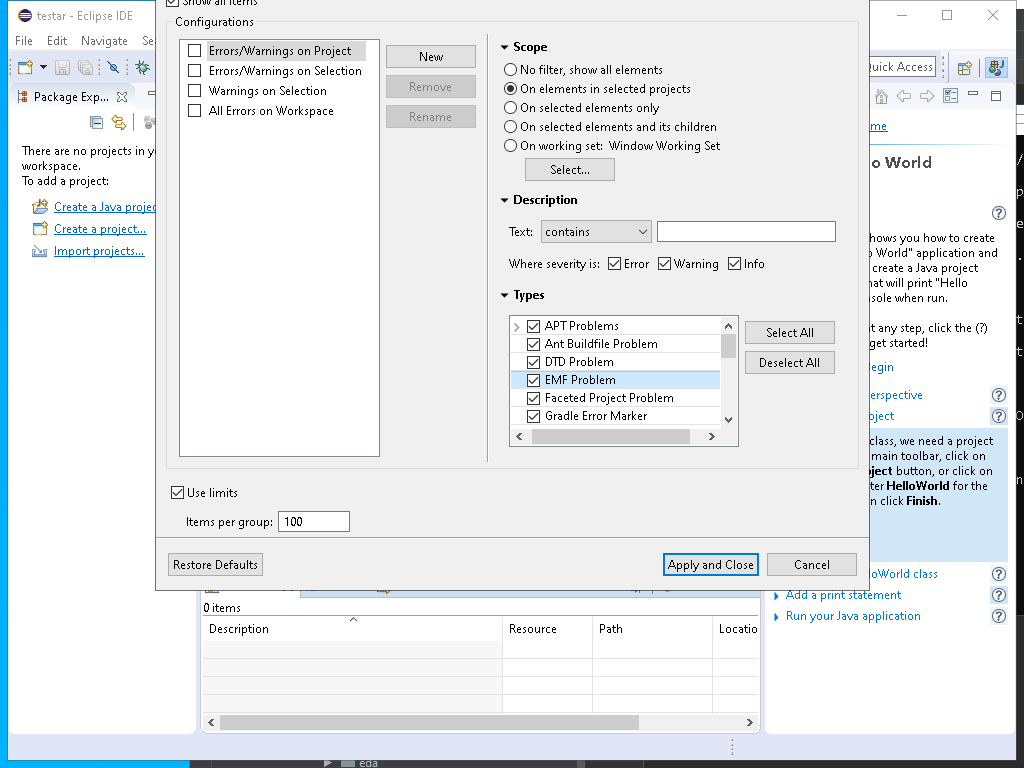 Show all items
testar - Eclipse IDE
File Edit Navigate Se
Quick Access
Package Exp...
There are no projects in y
workspace.
To add a project:
Create a Java projec
Create a project...
Import projects...
Configurations
Errors/Warnings on Project
Errors/Warnings on Selection
Warnings on Selection
All Errors on Workspace
New
Remove
Rename
Scope
No filter, show all elements
On elements in selected projects
On selected elements only
On selected elements and its children
On working set: Window Working Set
Select...
Description
Text: contains
Where severity is: Error Warning Info
Types
APT Problems
Ant Buildfile Problem
DTD Problem
EMF Problem
Faceted Project Problem
Gradle Error Marker
Select All
Deselect All
Use limits
Items per group: 100
Restore Defaults
Apply and Close
Cancel
0 items
Description Resource Path Locatio
me
o World
hows you how to create
o World" application and
create a Java project
hat will print "Hello
sole when run.
t any step, click the (?)
get started!
Begin
erspective
oject
class, we need a project
main toolbar, click on
ject button, or click on
ter HelloWorld for the
n click Finish.
loWorld class
Add a print statement
Run your Java application
eda